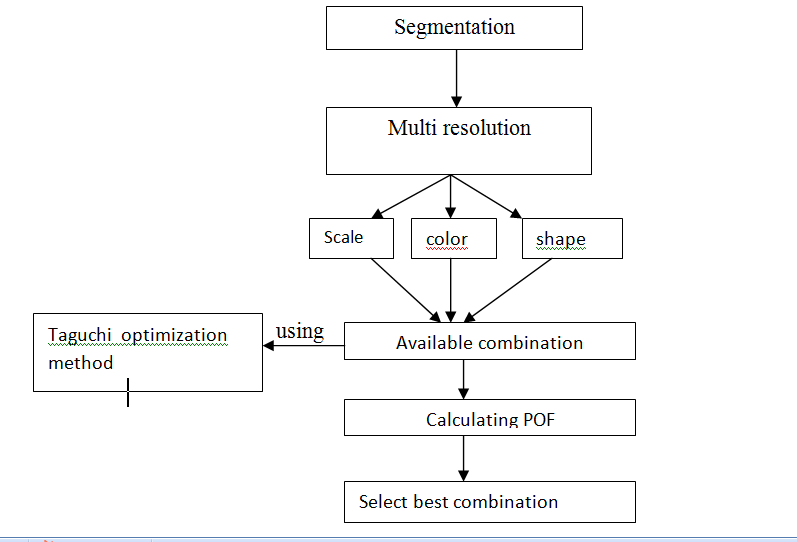 Segmentation
Multi resolution
Scale
color
shape
using
Taguchi optimization
method
Available combination
Calculating POF
Select best combination